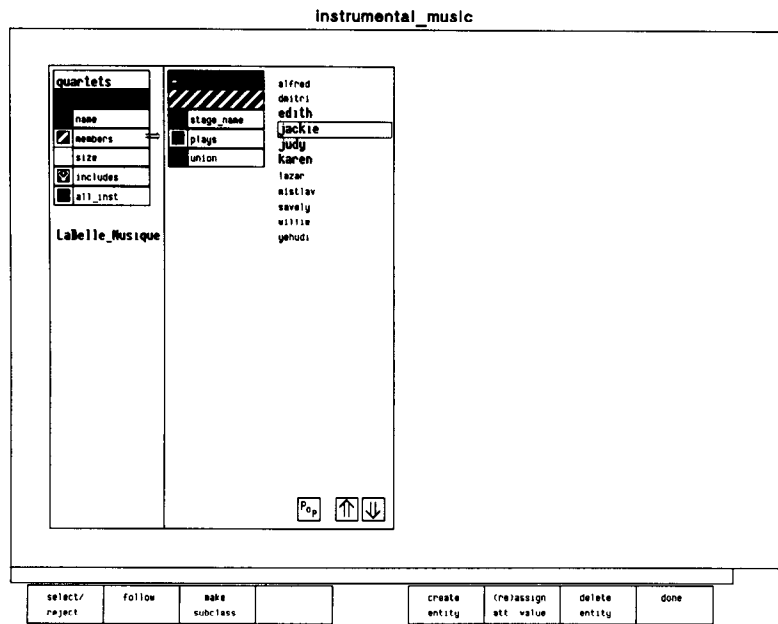 instrumental_music
quartets
name
members
size
includes
all_inst
LaBelle_Musique
stage_name
plays
union
alfred
dmitri
edith
jackie
judy
karen
lazar
mistlav
savely
willie
yehudi
Pop
select/
reject
follow
make
subclass
create
entity
(re)assign
att value
delete
entity
done